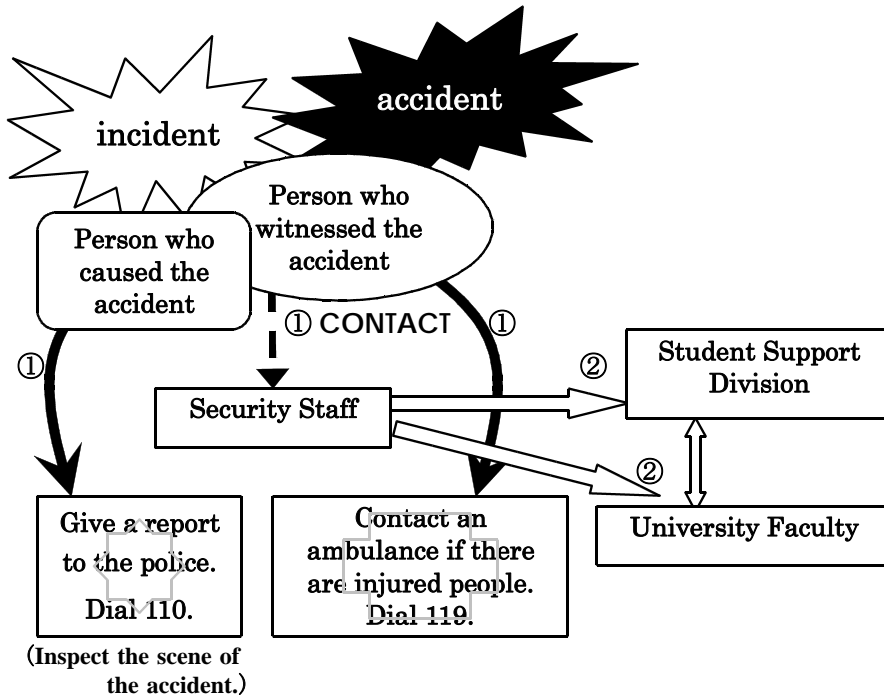 accident
incident
Person who
witnessed the
accident
Person who
caused the
accident
① CONTACT
①
①
②
Student Support
Division
Security Staff
②
University Faculty
Give a report
to the police.
Dial 110.
Contact an
ambulance if there
are injured people.
Dial 119.
(Inspect the scene of
the accident.)